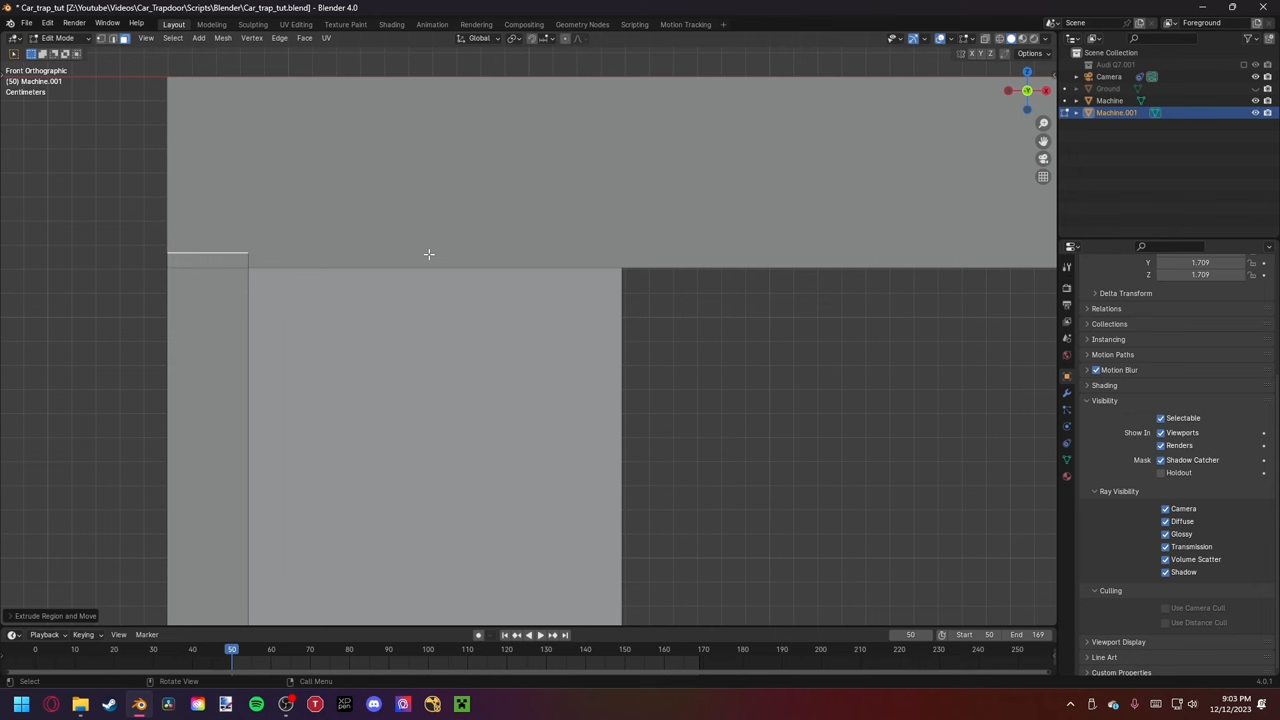 * Car_trap_tut [Z:\Youtube\Videos\Car_Trapdoor\Scripts\Blender\Car_trap_tut.blend] - Blender 4.0
File Edit Render Window Help Layout Modeling Sculpting UV Editing Texture Paint Shading Animation Rendering Compositing Geometry Nodes Scripting Motion Tracking + Scene Foreground
Edit Mode View Select Add Mesh Vertex Edge Face UV Global
X Y Z Options
Front Orthographic
(50) Machine.001
Centimeters
Z
-Y X
Scene Collection
Audi Q7.001
Camera
Ground
Machine
Machine.001
Y 1.709
Z 1.709
Delta Transform
Relations
Collections
Instancing
Motion Paths
Motion Blur
Shading
Visibility
Selectable
Show In Viewports
Renders
Mask Shadow Catcher
Holdout
Ray Visibility
Camera
Diffuse
Glossy
Transmission
Volume Scatter
Shadow
Culling
Use Camera Cull
Use Distance Cull
Viewport Display
Line Art
Custom Properties
Extrude Region and Move
Playback Keying View Marker 50 Start 50 End 169
0 10 20 30 40 50 60 70 80 90 100 110 120 130 140 150 160 170 180 190 200 210 220 230 240 250
Select Rotate View Call Menu 4.0.1
9:03 PM
12/12/2023